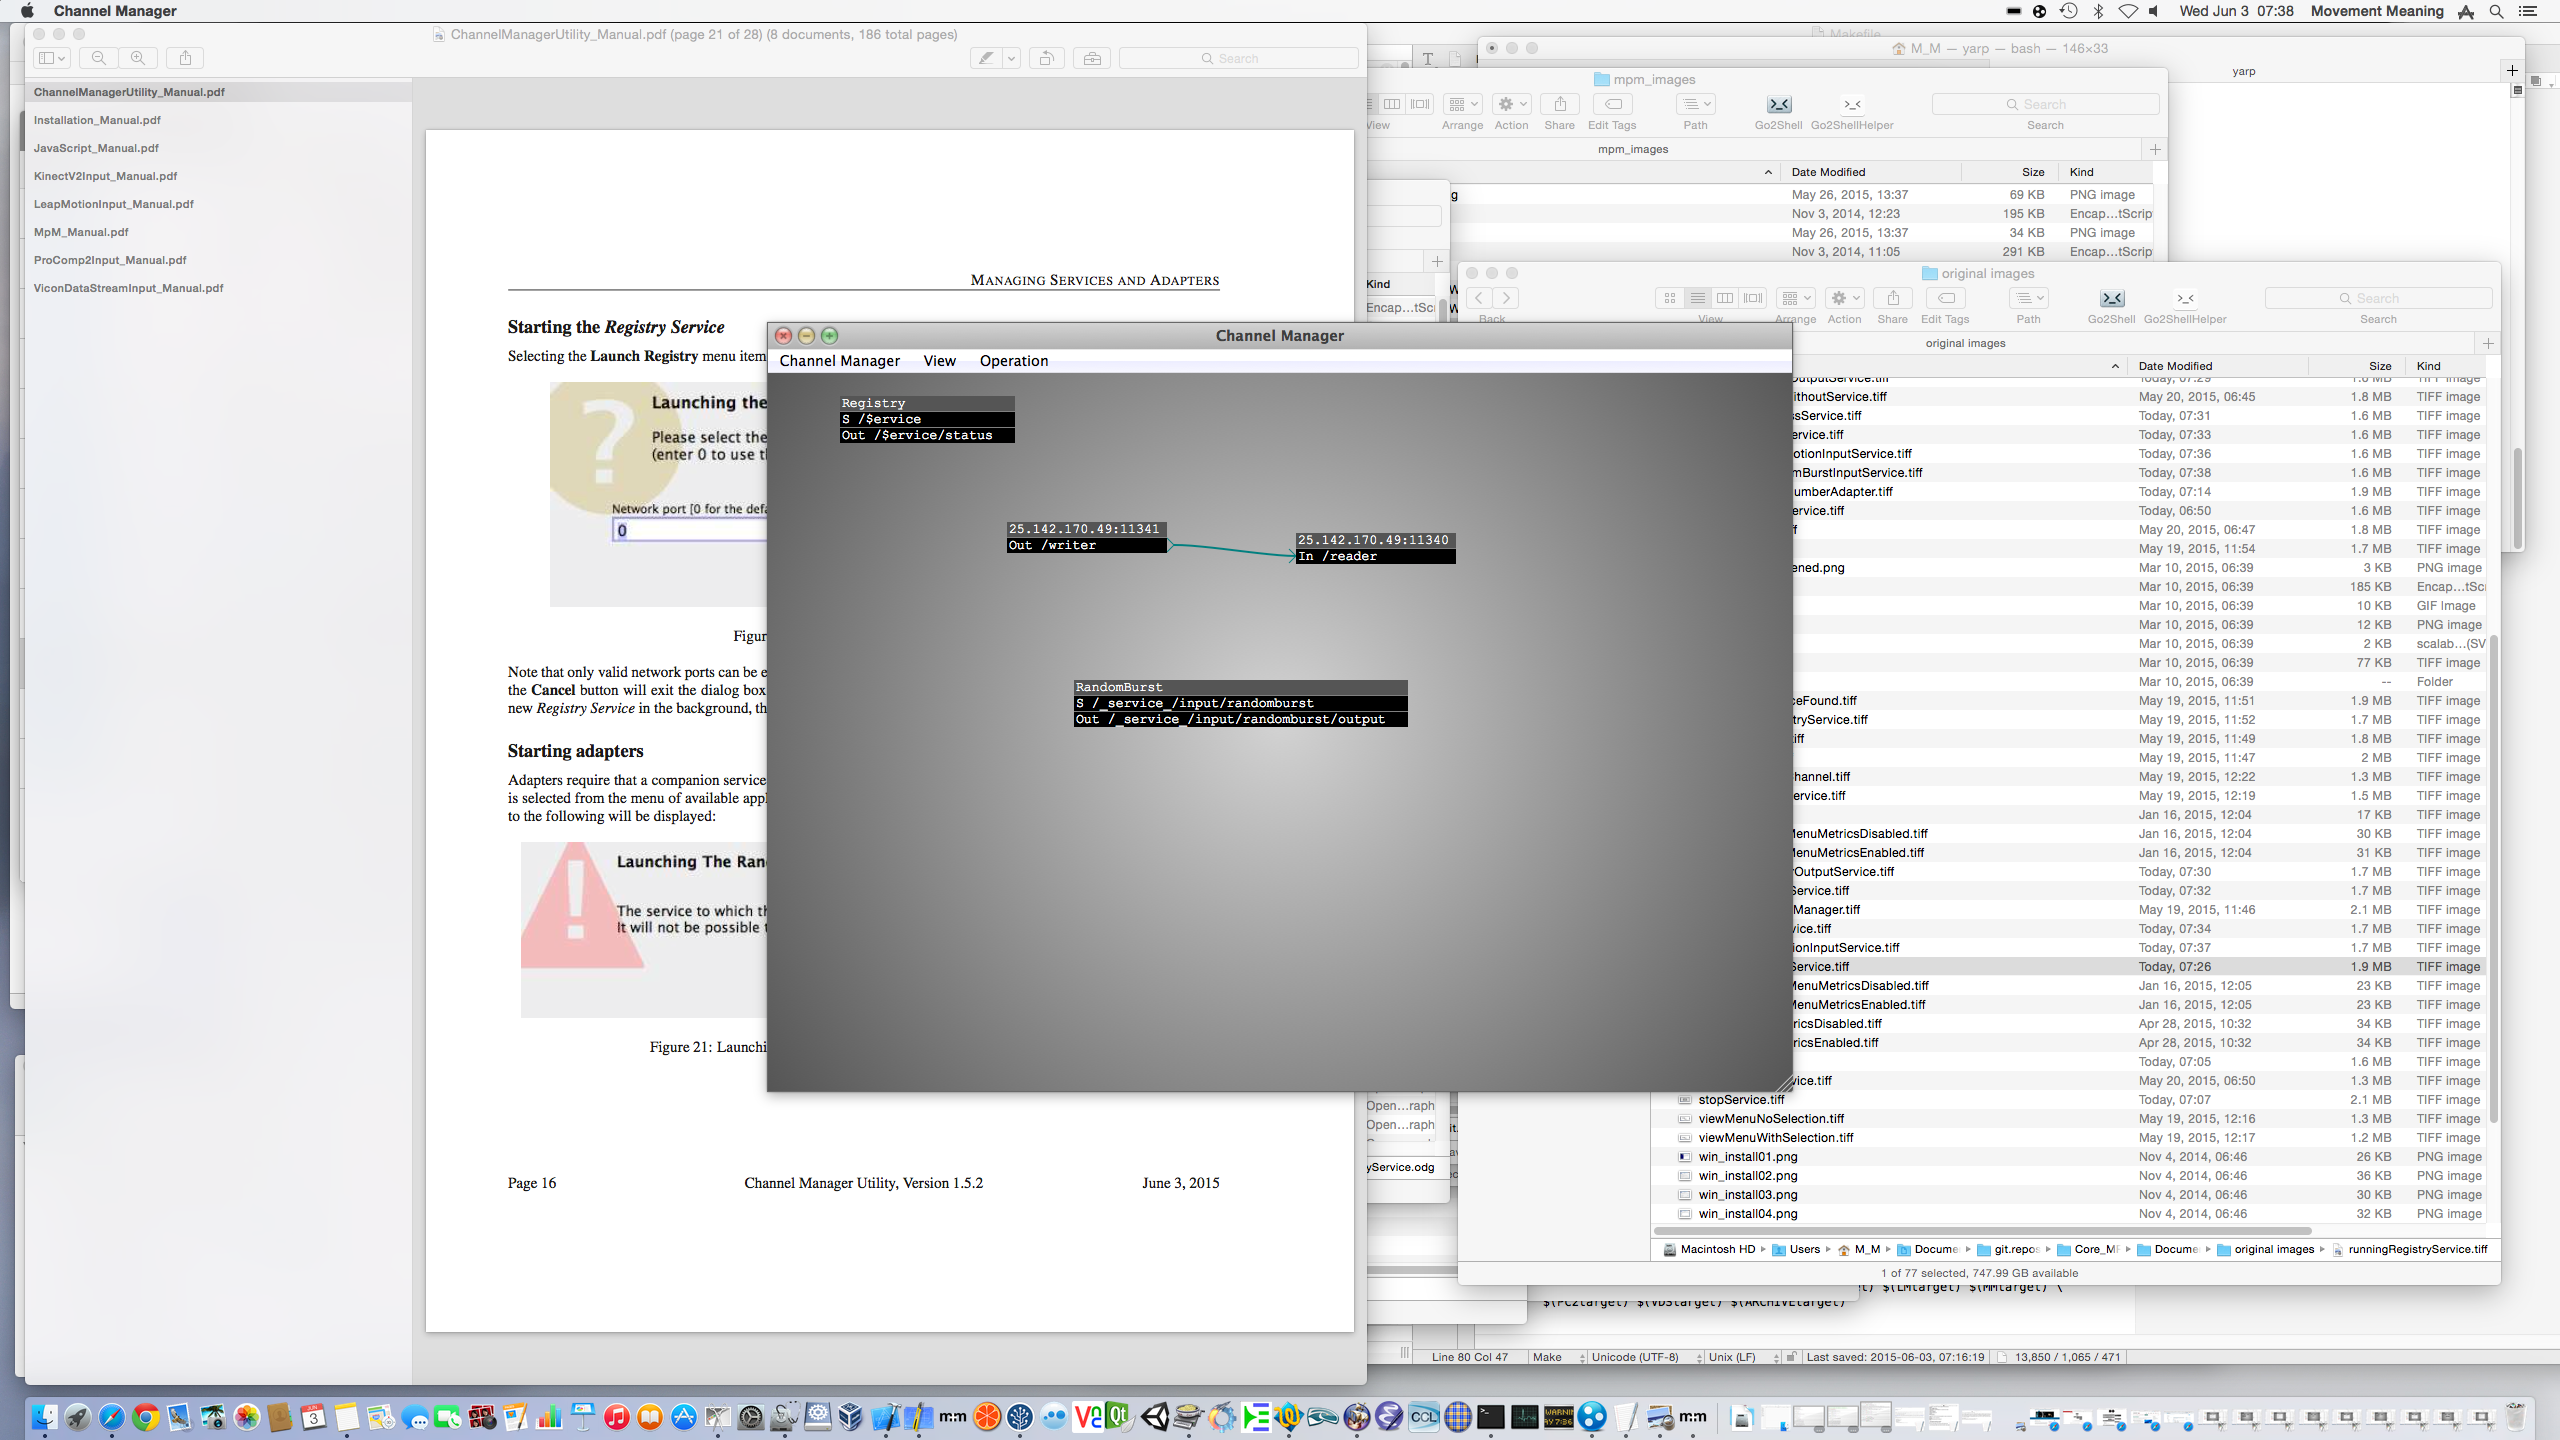 Channel Manager
Wed Jun 3 07:38 Movement Meaning
ChannelManagerUtility_Manual.pdf (page 21 of 28) (8 documents, 186 total pages)
Search
ChannelManagerUtility_Manual.pdf
Installation_Manual.pdf
JavaScript_Manual.pdf
KinectV2Input_Manual.pdf
LeapMotionInput_Manual.pdf
MpM_Manual.pdf
ProComp2Input_Manual.pdf
ViconDataStreamInput_Manual.pdf
MANAGING SERVICES AND ADAPTERS
Starting the Registry Service
Selecting the Launch Registry menu item
Launching the
Please select the
(enter 0 to use t
Network port [0 for the defa
0
Figur
Note that only valid network ports can be e
the Cancel button will exit the dialog box
new Registry Service in the background, th
Starting adapters
Adapters require that a companion service
is selected from the menu of available appl
to the following will be displayed:
Launching The Ran
The service to which th
It will not be possible t
Figure 21: Launchi
Page 16 Channel Manager Utility, Version 1.5.2 June 3, 2015
Channel Manager
Channel Manager View Operation
Registry
S /$ervice
Out /$ervice/status
25.142.170.49:11341
Out /writer
25.142.170.49:11340
In /reader
RandomBurst
S /_service_/input/randomburst
Out /_service_/input/randomburst/output
Makefile
M_M — yarp — bash — 146×33
yarp
mpm_images
View Arrange Action Share Edit Tags Path Go2Shell Go2ShellHelper Search
mpm_images
Date Modified Size Kind
g May 26, 2015, 13:37 69 KB PNG image
Nov 3, 2014, 12:23 195 KB Encap...tScrip
May 26, 2015, 13:37 34 KB PNG image
Nov 3, 2014, 11:05 291 KB Encap...tScrip
Kind
Encap...tSc
original images
Back View Arrange Action Share Edit Tags Path Go2Shell Go2ShellHelper Search
original images
Date Modified Size Kind
OutputService.tiff Today, 07:29 1.6 MB TIFF image
ithoutService.tiff May 20, 2015, 06:45 1.8 MB TIFF image
sService.tiff Today, 07:31 1.6 MB TIFF image
ervice.tiff Today, 07:33 1.6 MB TIFF image
otionInputService.tiff Today, 07:36 1.6 MB TIFF image
mBurstInputService.tiff Today, 07:38 1.6 MB TIFF image
umberAdapter.tiff Today, 07:14 1.9 MB TIFF image
ervice.tiff Today, 06:50 1.6 MB TIFF image
f May 20, 2015, 06:47 1.8 MB TIFF image
May 19, 2015, 11:54 1.7 MB TIFF image
ened.png Mar 10, 2015, 06:39 3 KB PNG image
Mar 10, 2015, 06:39 185 KB Encap...tSc
Mar 10, 2015, 06:39 10 KB GIF Image
Mar 10, 2015, 06:39 12 KB PNG image
Mar 10, 2015, 06:39 2 KB scalab...(SV
Mar 10, 2015, 06:39 77 KB TIFF image
Mar 10, 2015, 06:39 -- Folder
ceFound.tiff May 19, 2015, 11:51 1.9 MB TIFF image
tryService.tiff May 19, 2015, 11:52 1.7 MB TIFF image
iff May 19, 2015, 11:49 1.8 MB TIFF image
May 19, 2015, 11:47 2 MB TIFF image
hannel.tiff May 19, 2015, 12:22 1.3 MB TIFF image
ervice.tiff May 19, 2015, 12:19 1.5 MB TIFF image
Jan 16, 2015, 12:04 17 KB TIFF image
MenuMetricsDisabled.tiff Jan 16, 2015, 12:04 30 KB TIFF image
MenuMetricsEnabled.tiff Jan 16, 2015, 12:04 31 KB TIFF image
rOutputService.tiff Today, 07:30 1.7 MB TIFF image
Service.tiff Today, 07:32 1.7 MB TIFF image
Manager.tiff May 19, 2015, 11:46 2.1 MB TIFF image
vice.tiff Today, 07:34 1.7 MB TIFF image
ionInputService.tiff Today, 07:37 1.7 MB TIFF image
Service.tiff Today, 07:26 1.9 MB TIFF image
MenuMetricsDisabled.tiff Jan 16, 2015, 12:05 23 KB TIFF image
MenuMetricsEnabled.tiff Jan 16, 2015, 12:05 23 KB TIFF image
ricsDisabled.tiff Apr 28, 2015, 10:32 34 KB TIFF image
ricsEnabled.tiff Apr 28, 2015, 10:32 34 KB TIFF image
Today, 07:05 1.6 MB TIFF image
vice.tiff May 20, 2015, 06:50 1.3 MB TIFF image
stopService.tiff Today, 07:07 2.1 MB TIFF image
viewMenuNoSelection.tiff May 19, 2015, 12:16 1.3 MB TIFF image
viewMenuWithSelection.tiff May 19, 2015, 12:17 1.2 MB TIFF image
win_install01.png Nov 4, 2014, 06:46 26 KB PNG image
win_install02.png Nov 4, 2014, 06:46 36 KB PNG image
win_install03.png Nov 4, 2014, 06:46 30 KB PNG image
win_install04.png Nov 4, 2014, 06:46 32 KB PNG image
Macintosh HD Users M_M Docume git.repos Core_MP Docume original images runningRegistryService.tiff
1 of 77 selected, 747.99 GB available
Open...raph
Open...raph
yService.odg
$(LMtarget) $(MMtarget) \
$(PC2target) $(VDStarget) $(ARCHIVEtarget)
Line 80 Col 47 Make Unicode (UTF-8) Unix (LF) Last saved: 2015-06-03, 07:16:19 13,850 / 1,065 / 471